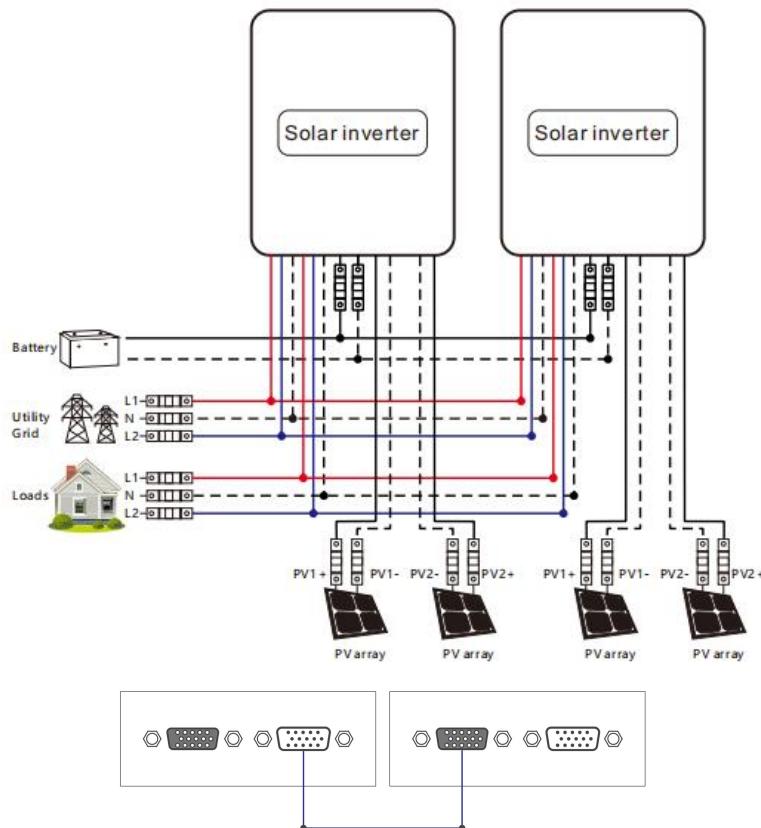 Solar inverter
Solar inverter
Battery
L1
Utility
Grid
N
L2
L1
Loads
N
L2
PV1+
PV1-
PV2-
PV2+
PV1+
PV1-
PV2-
PV2+
PV array
PV array
PV array
PV array